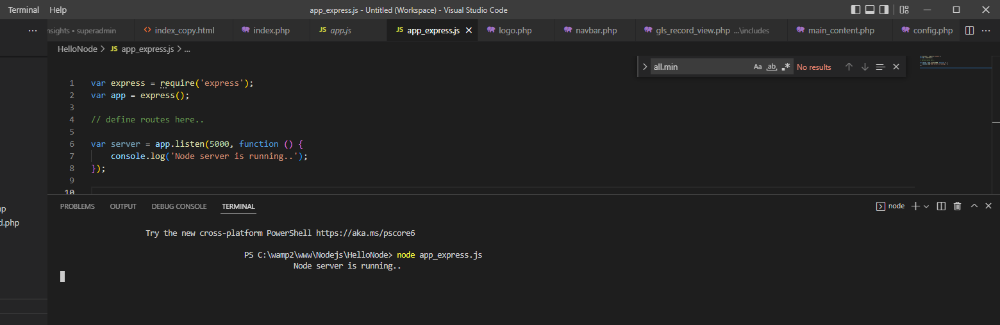 Terminal Help app_express.js - Untitled (Workspace) - Visual Studio Code
... nsights • superadmin <> index_copy.html index.php JS app.js JS app_express.js logo.php navbar.php gls_record_view.php ...\includes main_content.php config.php ...
HelloNode > JS app_express.js > ...
> all.min Aa ab .* No results
1 var express = require('express');
2 var app = express();
3
4 // define routes here..
5
6 var server = app.listen(5000, function () {
7 console.log('Node server is running..');
8 });
9
10
PROBLEMS OUTPUT DEBUG CONSOLE TERMINAL node
d.php
Try the new cross-platform PowerShell https://aka.ms/pscore6
PS C:\wamp2\www\Nodejs\HelloNode> node app_express.js
Node server is running..